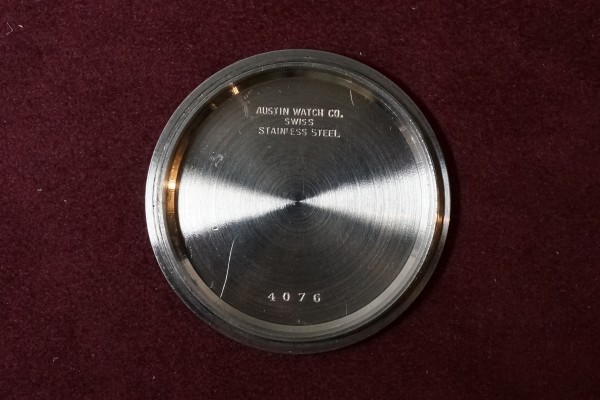 AUSTIN WATCH CO.
SWISS
STAINLESS STEEL
4076